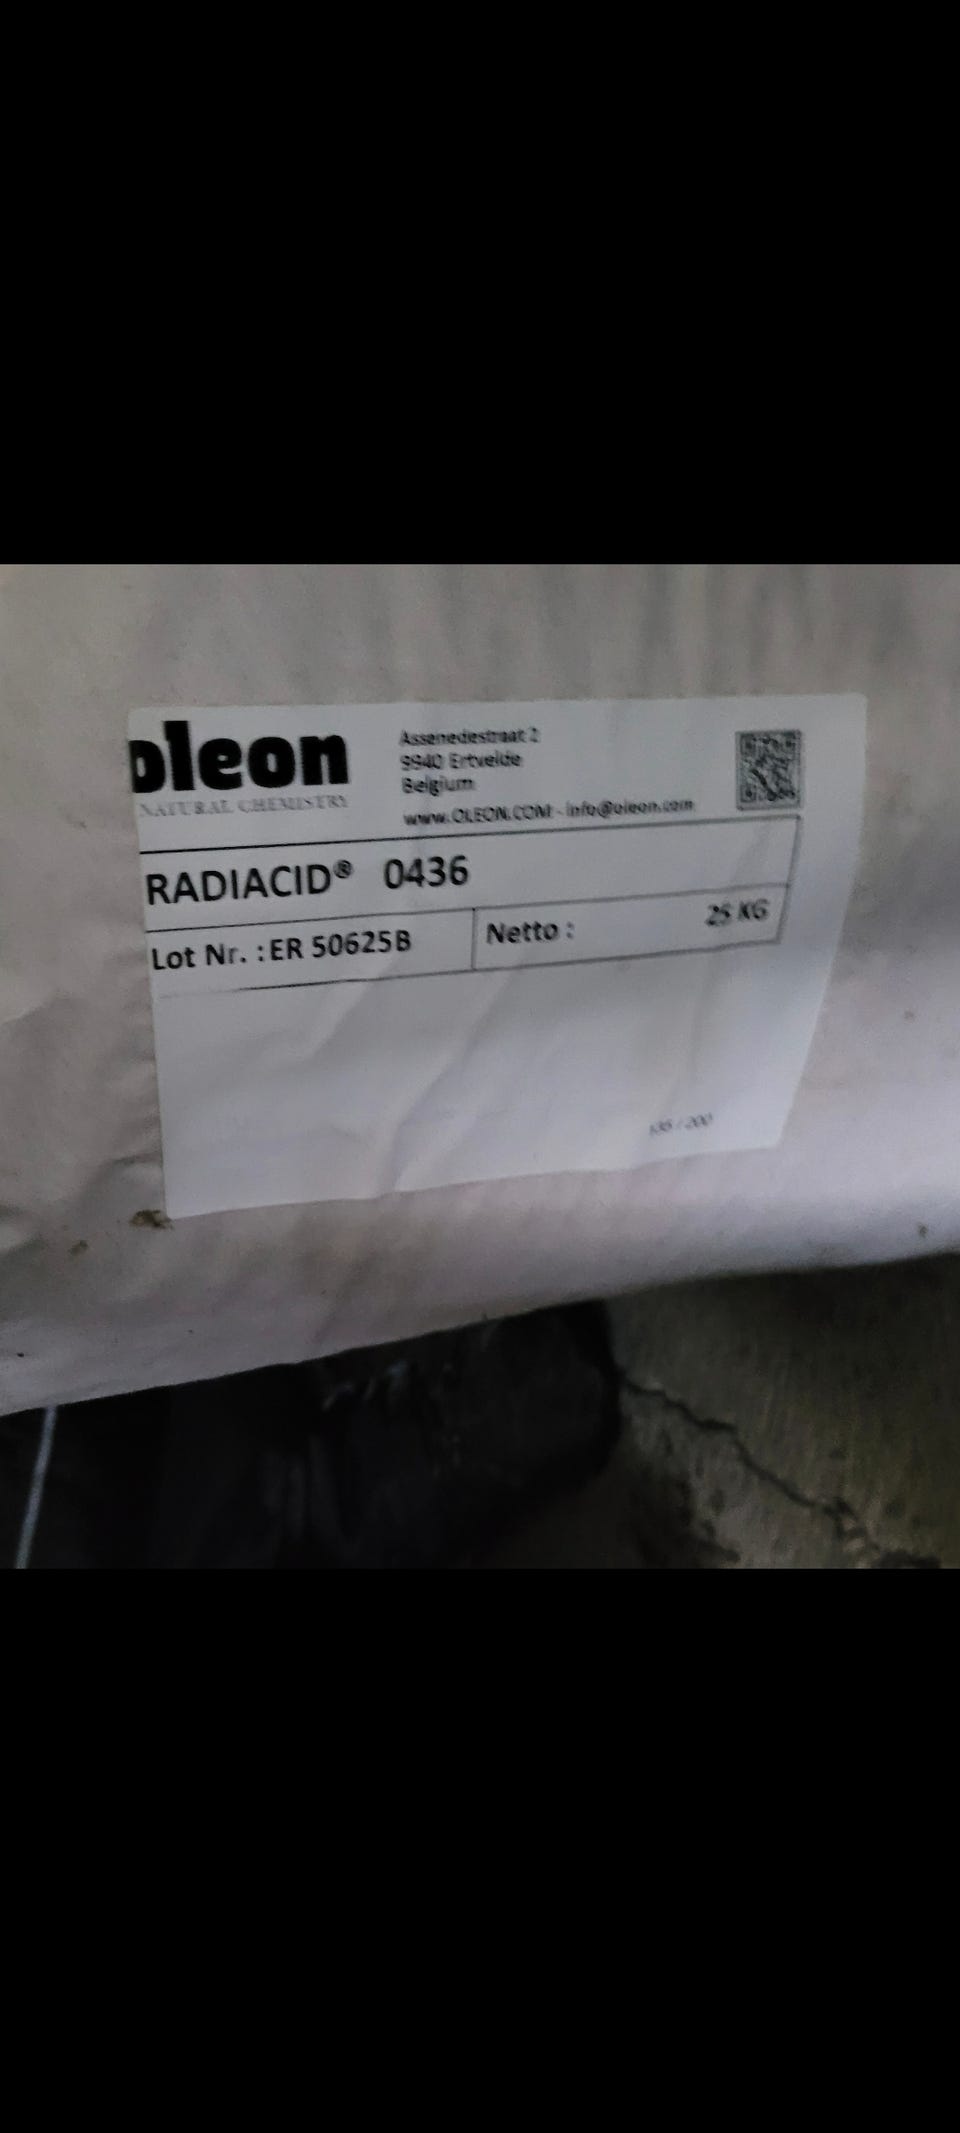 oleon
NATURAL CHEMISTRY
Assenedestraat 2
9940 Ertvelde
Belgium
www.OLEON.COM - info@oleon.com
RADIACID® 0436
Lot Nr. : ER 50625B
Netto : 25 KG
/ 200